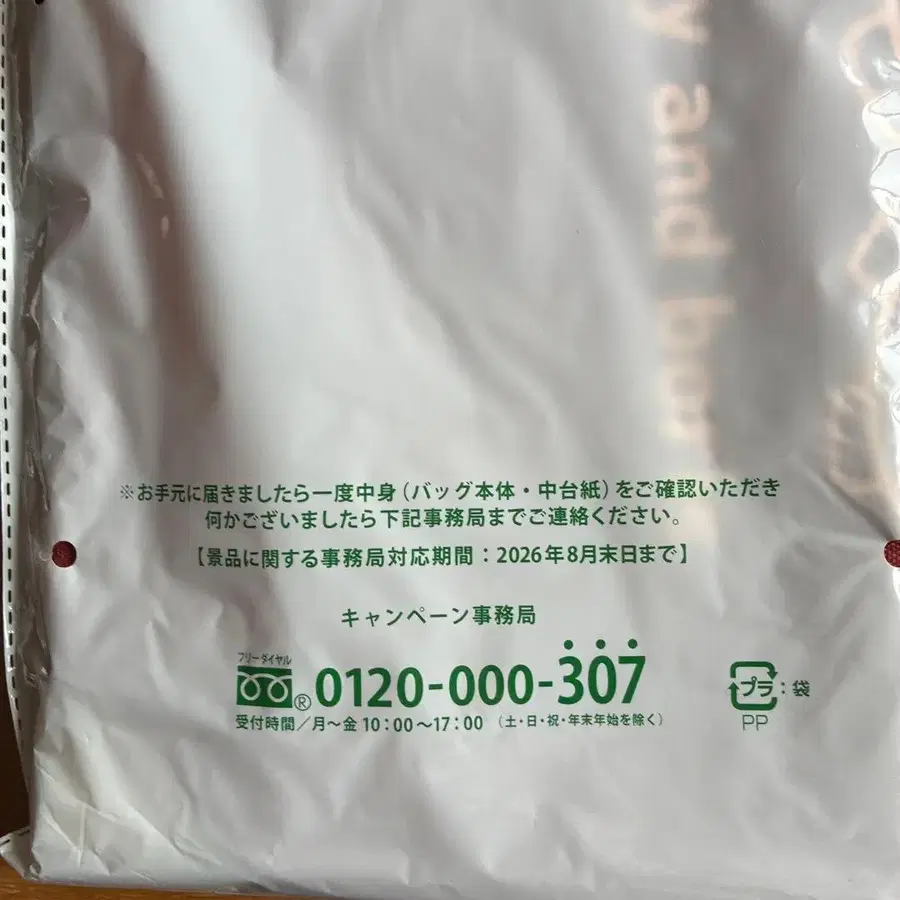 y and
※お手元に届きましたら一度中身（バッグ本体・中台紙）をご確認いただき
何かございましたら下記事務局までご連絡ください。
【景品に関する事務局対応期間：2026年8月末日まで】
キャンペーン事務局
フリーダイヤル
® 0120-000-307
受付時間／月～金 10：00～17：00 （土・日・祝・年末年始を除く）
プラ：袋
PP